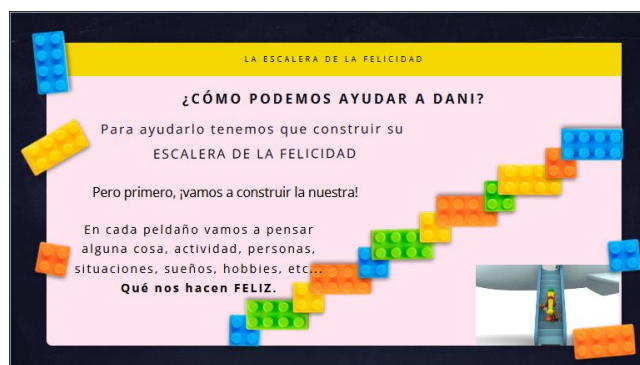 LA ESCALERA DE LA FELICIDAD
¿CÓMO PODEMOS AYUDAR A DANI?
Para ayudarlo tenemos que construir su
ESCALERA DE LA FELICIDAD
Pero primero, ¡vamos a construir la nuestra!
En cada peldaño vamos a pensar
alguna cosa, actividad, personas,
situaciones, sueños, hobbies, etc...
Qué nos hacen FELIZ.